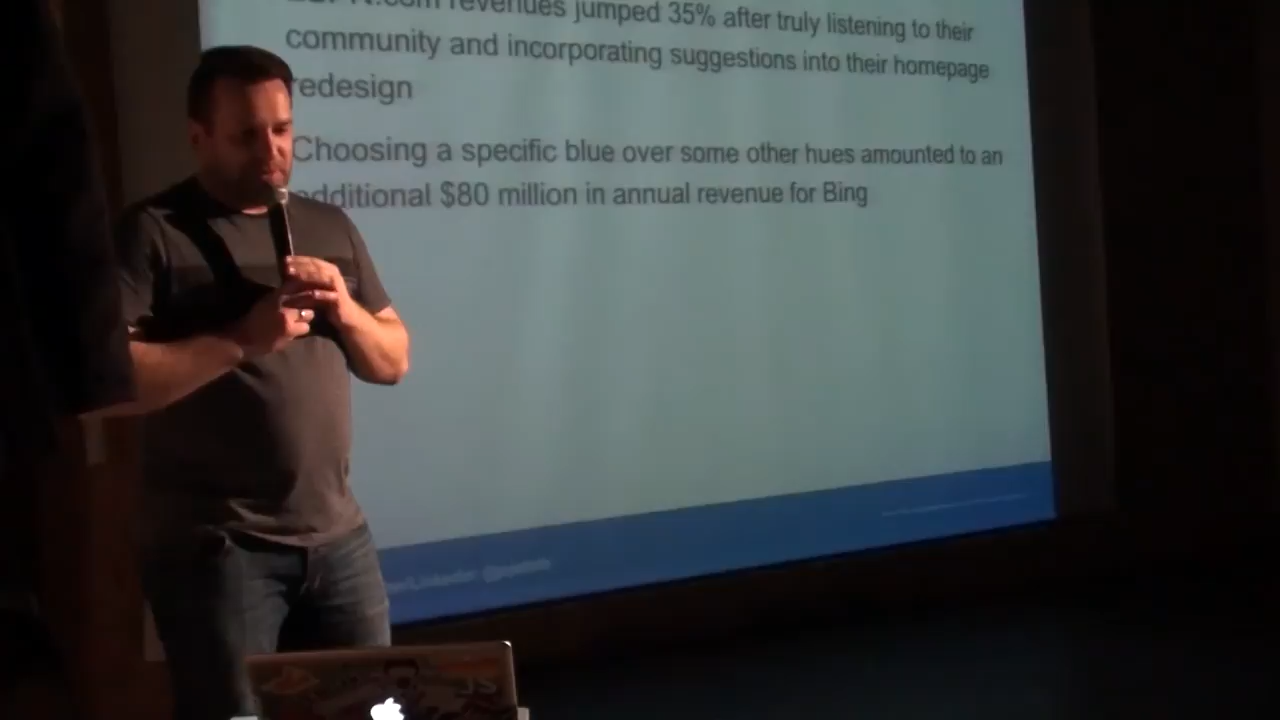 revenues jumped 35% after truly listening to their
community and incorporating suggestions into their homepage
redesign
Choosing a specific blue over some other hues amounted to an
additional $80 million in annual revenue for Bing
JS